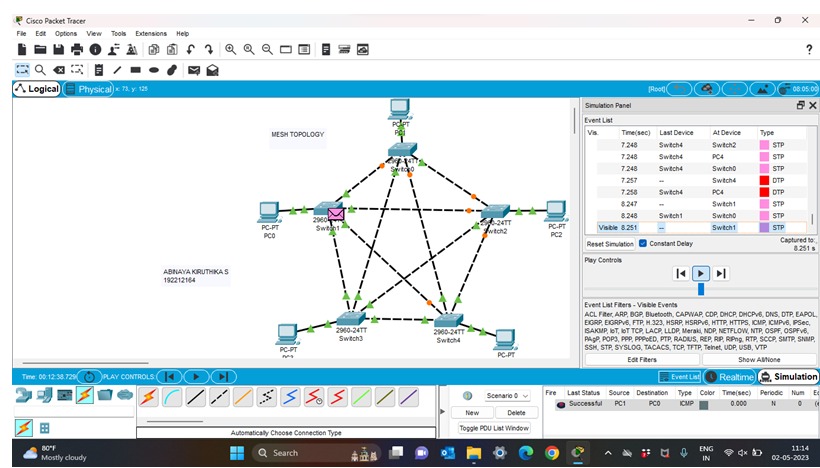 Cisco Packet Tracer
File Edit Options View Tools Extensions Help
?
Logical Physical x: 73, y: 125 [Root] 08:05:00
MESH TOPOLOGY
PC-PT
PC1
2960-24TT
Switch0
PC-PT
PC0
2960-24TT
Switch1
2960-24TT
Switch2
PC-PT
PC2
ABINAYA KIRUTHIKA S
192212164
2960-24TT
Switch3
2960-24TT
Switch4
PC-PT
PC3
PC-PT
Simulation Panel
Event List
Vis. Time(sec) Last Device At Device Type
7.248 Switch4 Switch2 STP
7.248 Switch4 PC4 STP
7.248 Switch4 Switch0 STP
7.257 -- Switch4 DTP
7.258 Switch4 PC4 DTP
8.247 -- Switch1 STP
8.248 Switch1 Switch0 STP
Visible 8.251 -- Switch1 STP
Reset Simulation Constant Delay Captured to:
8.251 s
Play Controls
Event List Filters - Visible Events
ACL Filter, ARP, BGP, Bluetooth, CAPWAP, CDP, DHCP, DHCPv6, DNS, DTP, EAPOL,
EIGRP, EIGRPv6, FTP, H.323, HSRP, HSRPv6, HTTP, HTTPS, ICMP, ICMPv6, IPSec,
ISAKMP, IoT, IoT TCP, LACP, LLDP, Meraki, NDP, NETFLOW, NTP, OSPF, OSPFv6,
PAgP, POP3, PPP, PPPoED, PTP, RADIUS, REP, RIP, RIPng, RTP, SCCP, SMTP, SNMP,
SSH, STP, SYSLOG, TACACS, TCP, TFTP, Telnet, UDP, USB, VTP
Edit Filters Show All/None
Time: 00:12:38.729 PLAY CONTROLS: Event List Realtime Simulation
Scenario 0
New Delete
Toggle PDU List Window
Automatically Choose Connection Type
Fire Last Status Source Destination Type Color Time(sec) Periodic Num
Successful PC1 PC0 ICMP 0.000 N 0
80°F
Mostly cloudy
Search
ENG
IN
11:14
02-05-2023